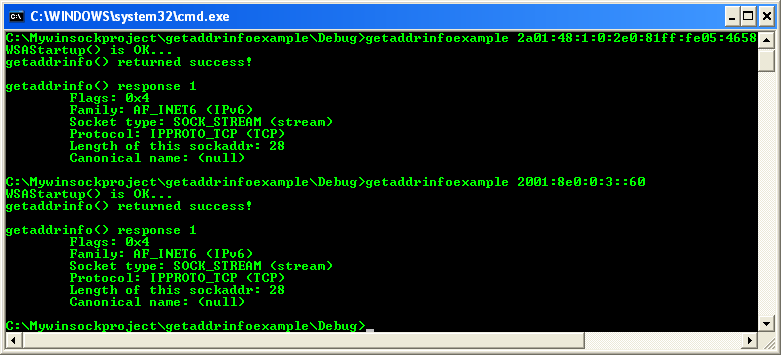 C:\WINDOWS\system32\cmd.exe
C:\Mywinsockproject\getaddrinfoexample\Debug>getaddrinfoexample 2a01:48:1:0:2e0:81ff:fe05:4658
WSAStartup() is OK...
getaddrinfo() returned success!
getaddrinfo() response 1
Flags: 0x4
Family: AF_INET6 (IPv6)
Socket type: SOCK_STREAM (stream)
Protocol: IPPROTO_TCP (TCP)
Length of this sockaddr: 28
Canonical name: (null)
C:\Mywinsockproject\getaddrinfoexample\Debug>getaddrinfoexample 2001:8e0:0:3::60
WSAStartup() is OK...
getaddrinfo() returned success!
getaddrinfo() response 1
Flags: 0x4
Family: AF_INET6 (IPv6)
Socket type: SOCK_STREAM (stream)
Protocol: IPPROTO_TCP (TCP)
Length of this sockaddr: 28
Canonical name: (null)
C:\Mywinsockproject\getaddrinfoexample\Debug>_